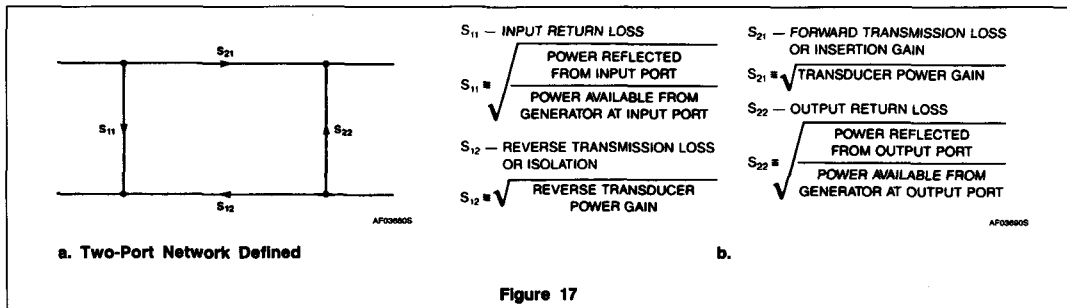 S21
S11
S22
S12
AF03680S
a. Two-Port Network Defined
S11 — INPUT RETURN LOSS
S11 ≡ √ POWER REFLECTED
FROM INPUT PORT
POWER AVAILABLE FROM
GENERATOR AT INPUT PORT
S12 — REVERSE TRANSMISSION LOSS
OR ISOLATION
S12 ≡ √ REVERSE TRANSDUCER
POWER GAIN
S21 — FORWARD TRANSMISSION LOSS
OR INSERTION GAIN
S21 ≡ √ TRANSDUCER POWER GAIN
S22 — OUTPUT RETURN LOSS
S22 ≡ √ POWER REFLECTED
FROM OUTPUT PORT
POWER AVAILABLE FROM
GENERATOR AT OUTPUT PORT
AF03690S
b.
Figure 17